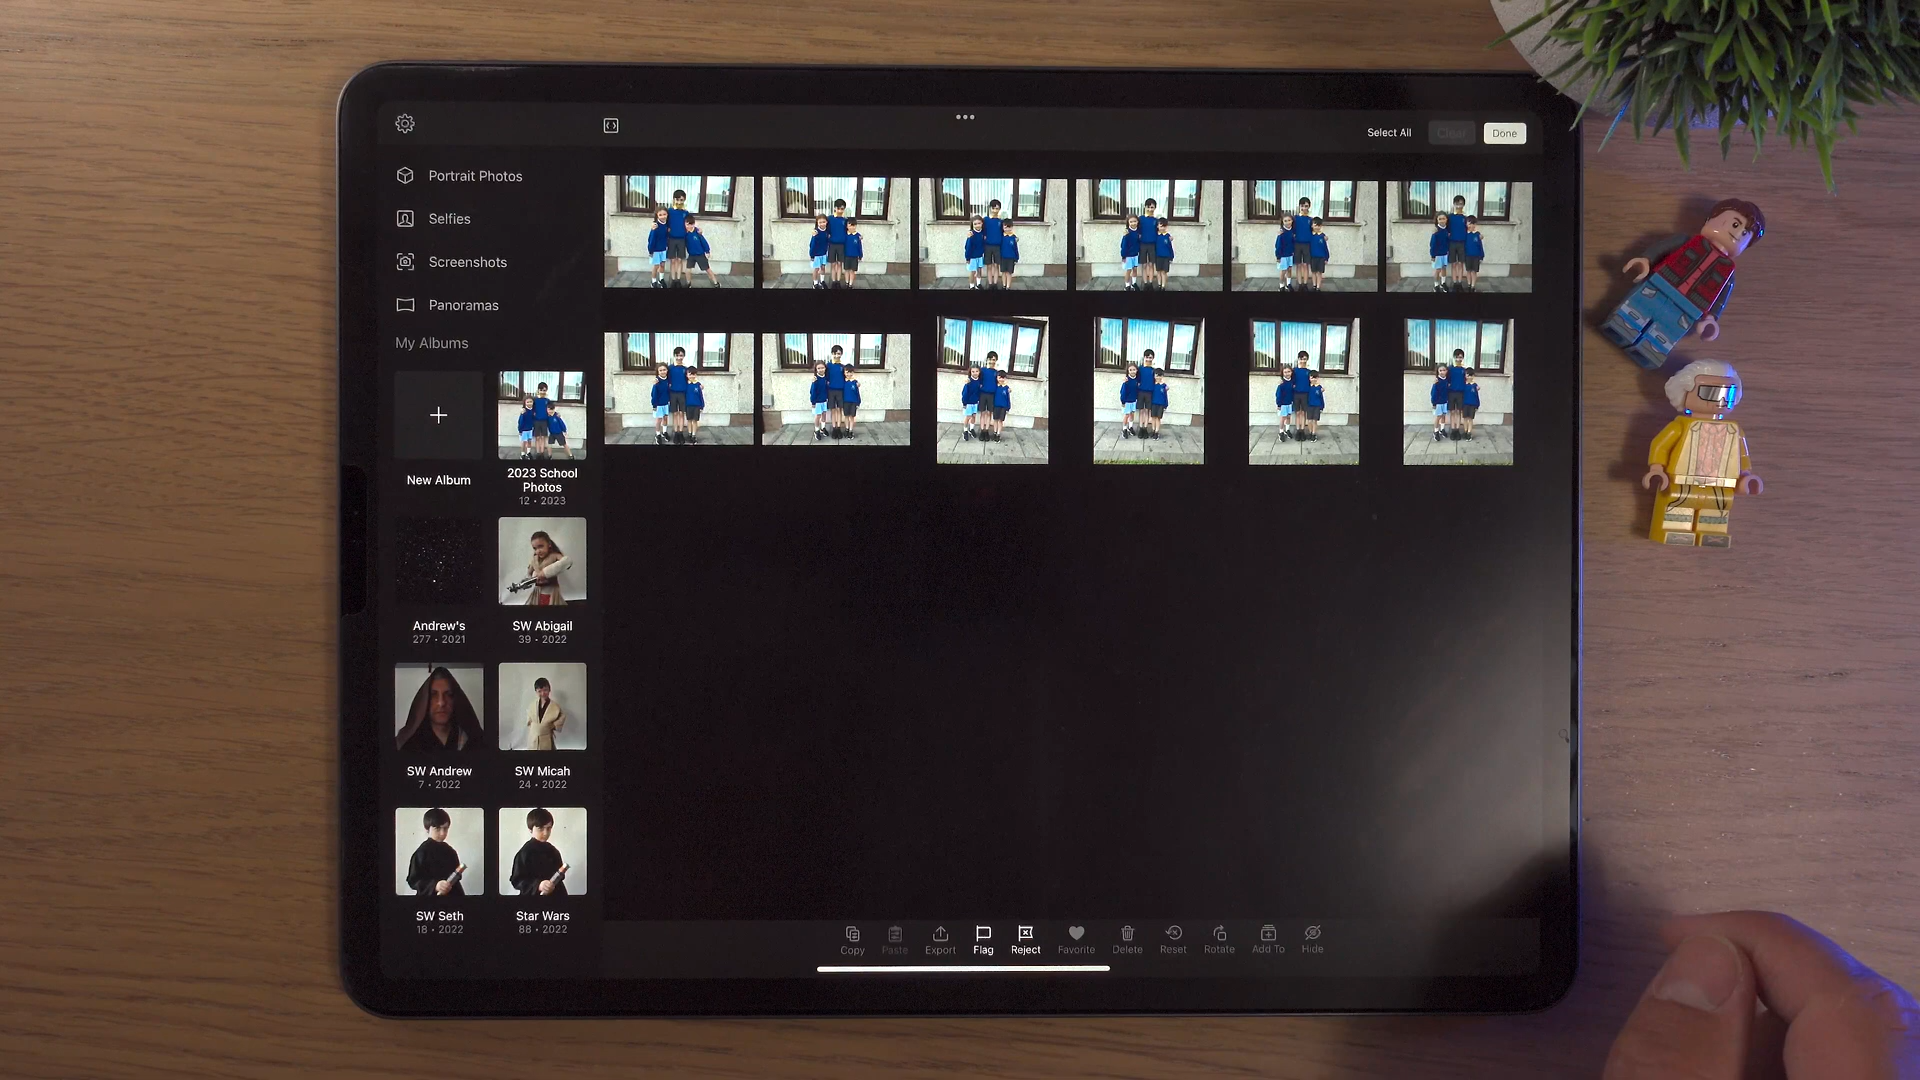 Select All
Clear
Done
Portrait Photos
Selfies
Screenshots
Panoramas
My Albums
New Album
2023 School
Photos
12 • 2023
Andrew's
277 • 2021
SW Abigail
39 • 2022
SW Andrew
7 • 2022
SW Micah
24 • 2022
SW Seth
18 • 2022
Star Wars
88 • 2022
Copy
Paste
Export
Flag
Reject
Favorite
Delete
Reset
Rotate
Add To
Hide